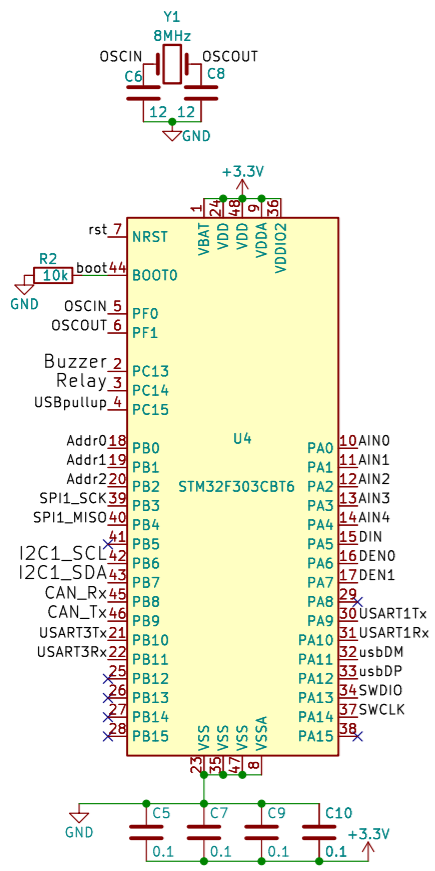 Y1
8MHz
OSCIN OSCOUT
C6 C8
12 12
GND
+3.3V
1 24 48 9 36
VBAT VDD VDD VDDA VDDIO2
rst 7 NRST
R2
10k
boot 44 BOOT0
GND
OSCIN 5 PF0
OSCOUT 6 PF1
Buzzer 2 PC13
Relay 3 PC14
USBpullup 4 PC15
U4
STM32F303CBT6
Addr0 18 PB0 PA0 10 AIN0
Addr1 19 PB1 PA1 11 AIN1
Addr2 20 PB2 PA2 12 AIN2
SPI1_SCK 39 PB3 PA3 13 AIN3
SPI1_MISO 40 PB4 PA4 14 AIN4
41 PB5 PA5 15 DIN
I2C1_SCL 42 PB6 PA6 16 DEN0
I2C1_SDA 43 PB7 PA7 17 DEN1
CAN_Rx 45 PB8 PA8 29
CAN_Tx 46 PB9 PA9 30 USART1Tx
USART3Tx 21 PB10 PA10 31 USART1Rx
USART3Rx 22 PB11 PA11 32 usbDM
25 PB12 PA12 33 usbDP
26 PB13 PA13 34 SWDIO
27 PB14 PA14 37 SWCLK
28 PB15 PA15 38
VSS VSS VSS VSSA
23 35 47 8
GND
C5 C7 C9 C10
+3.3V
0.1 0.1 0.1 0.1